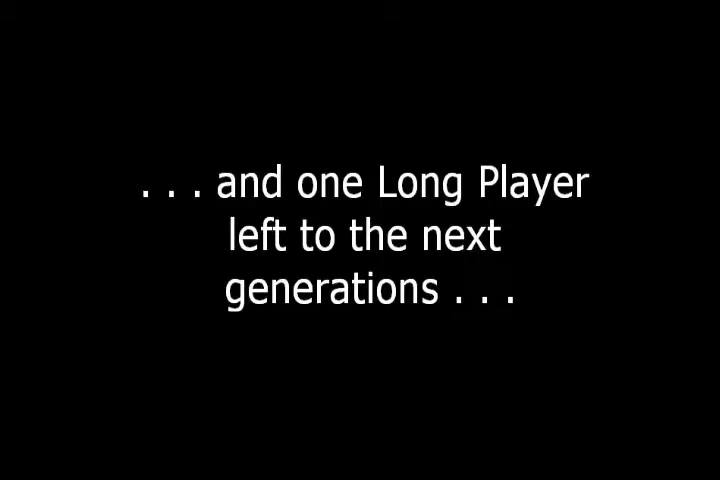 . . . and one Long Player
left to the next
generations . . .